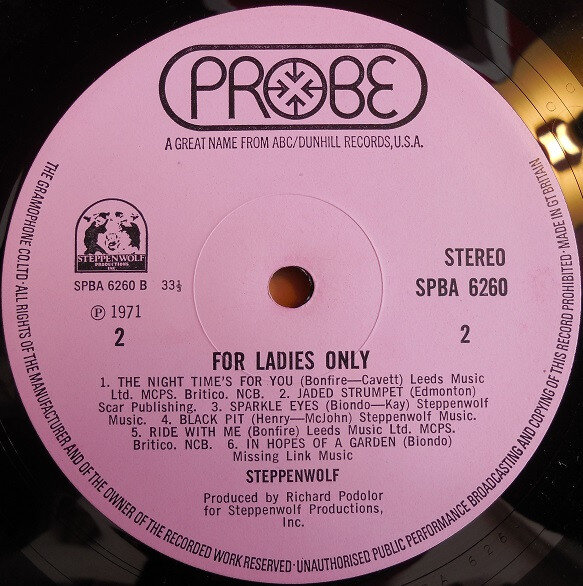 PROBE
A GREAT NAME FROM ABC/DUNHILL RECORDS, U.S.A.
STEPPENWOLF
PRODUCTIONS,
INC.
SPBA 6260 B 33⅓
Ⓟ 1971
2
STEREO
SPBA 6260
2
FOR LADIES ONLY
1. THE NIGHT TIME'S FOR YOU (Bonfire—Cavett) Leeds Music
Ltd. MCPS. Britico. NCB. 2. JADED STRUMPET (Edmonton)
Scar Publishing. 3. SPARKLE EYES (Biondo—Kay) Steppenwolf
Music. 4. BLACK PIT (Henry—McJohn) Steppenwolf Music.
5. RIDE WITH ME (Bonfire) Leeds Music Ltd. MCPS.
Britico. NCB. 6. IN HOPES OF A GARDEN (Biondo)
Missing Link Music
STEPPENWOLF
Produced by Richard Podolor
for Steppenwolf Productions,
Inc.
THE GRAMOPHONE CO.LTD·ALL RIGHTS OF THE MANUFACTURER AND OF THE OWNER OF THE RECORDED WORK RESERVED·UNAUTHORISED PUBLIC PERFORMANCE BROADCASTING AND COPYING OF THIS RECORD PROHIBITED·MADE IN GT BRITAIN